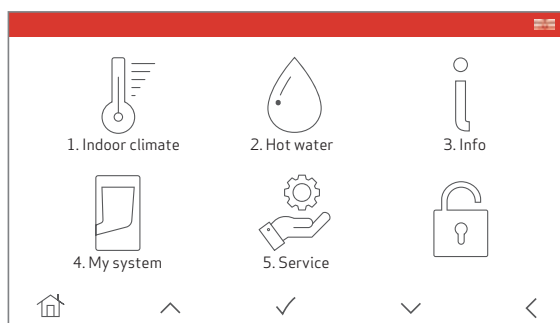 1. Indoor climate
2. Hot water
3. Info
4. My system
5. Service